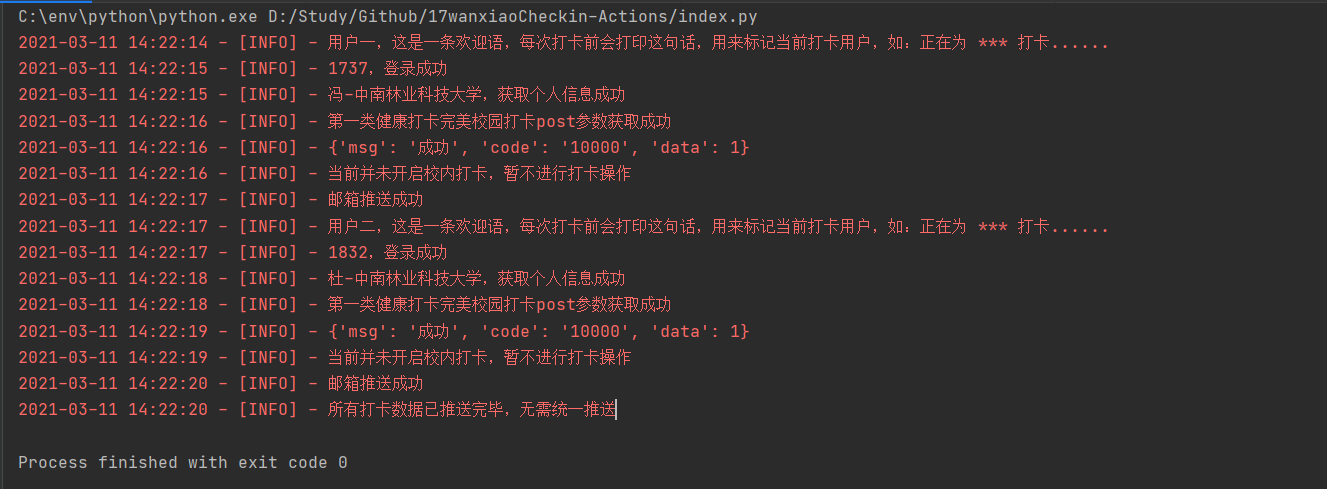 C:\env\python\python.exe D:/Study/Github/17wanxiaoCheckin-Actions/index.py
2021-03-11 14:22:14 - [INFO] - 用户一，这是一条欢迎语，每次打卡前会打印这句话，用来标记当前打卡用户，如：正在为 *** 打卡......
2021-03-11 14:22:15 - [INFO] - 1737，登录成功
2021-03-11 14:22:15 - [INFO] - 冯-中南林业科技大学，获取个人信息成功
2021-03-11 14:22:16 - [INFO] - 第一类健康打卡完美校园打卡post参数获取成功
2021-03-11 14:22:16 - [INFO] - {'msg': '成功', 'code': '10000', 'data': 1}
2021-03-11 14:22:16 - [INFO] - 当前并未开启校内打卡，暂不进行打卡操作
2021-03-11 14:22:17 - [INFO] - 邮箱推送成功
2021-03-11 14:22:17 - [INFO] - 用户二，这是一条欢迎语，每次打卡前会打印这句话，用来标记当前打卡用户，如：正在为 *** 打卡......
2021-03-11 14:22:17 - [INFO] - 1832，登录成功
2021-03-11 14:22:18 - [INFO] - 杜-中南林业科技大学，获取个人信息成功
2021-03-11 14:22:18 - [INFO] - 第一类健康打卡完美校园打卡post参数获取成功
2021-03-11 14:22:19 - [INFO] - {'msg': '成功', 'code': '10000', 'data': 1}
2021-03-11 14:22:19 - [INFO] - 当前并未开启校内打卡，暂不进行打卡操作
2021-03-11 14:22:20 - [INFO] - 邮箱推送成功
2021-03-11 14:22:20 - [INFO] - 所有打卡数据已推送完毕，无需统一推送
Process finished with exit code 0